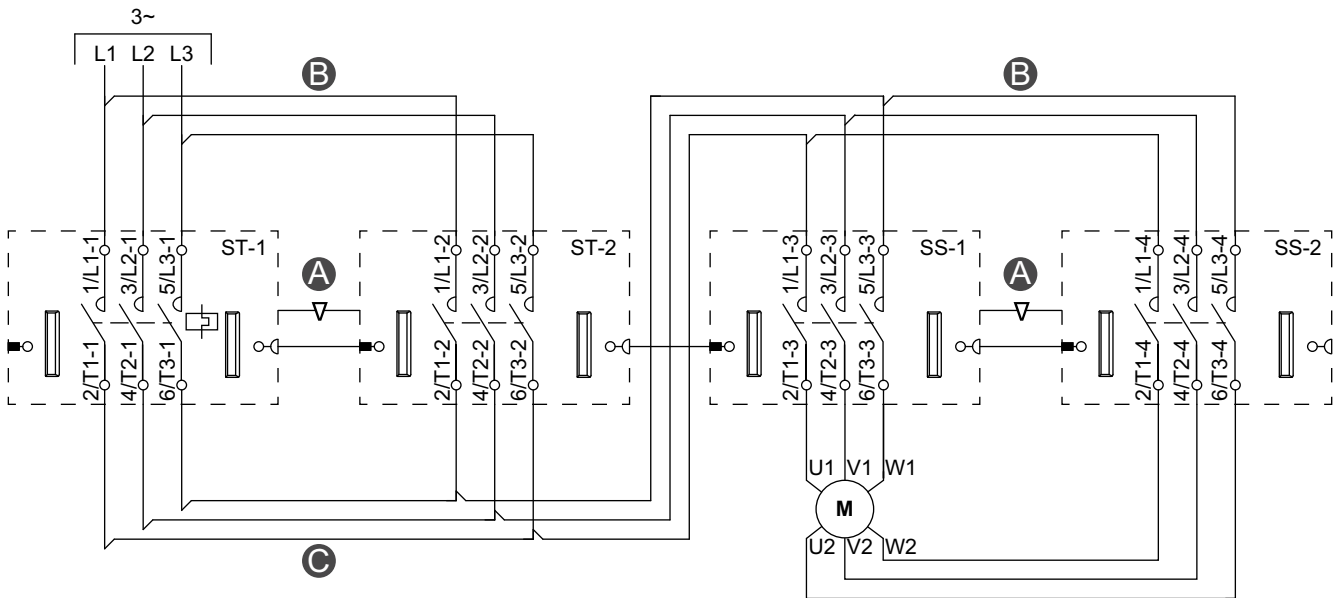 3~
L1 L2 L3
B
B
1/L1-1 3/L2-1 5/L3-1
ST-1
A
1/L1-2 3/L2-2 5/L3-2
ST-2
1/L1-3 3/L2-3 5/L3-3
SS-1
A
1/L1-4 3/L2-4 5/L3-4
SS-2
2/T1-1 4/T2-1 6/T3-1
2/T1-2 4/T2-2 6/T3-2
2/T1-3 4/T2-3 6/T3-3
2/T1-4 4/T2-4 6/T3-4
U1 V1 W1
M
U2 V2 W2
C